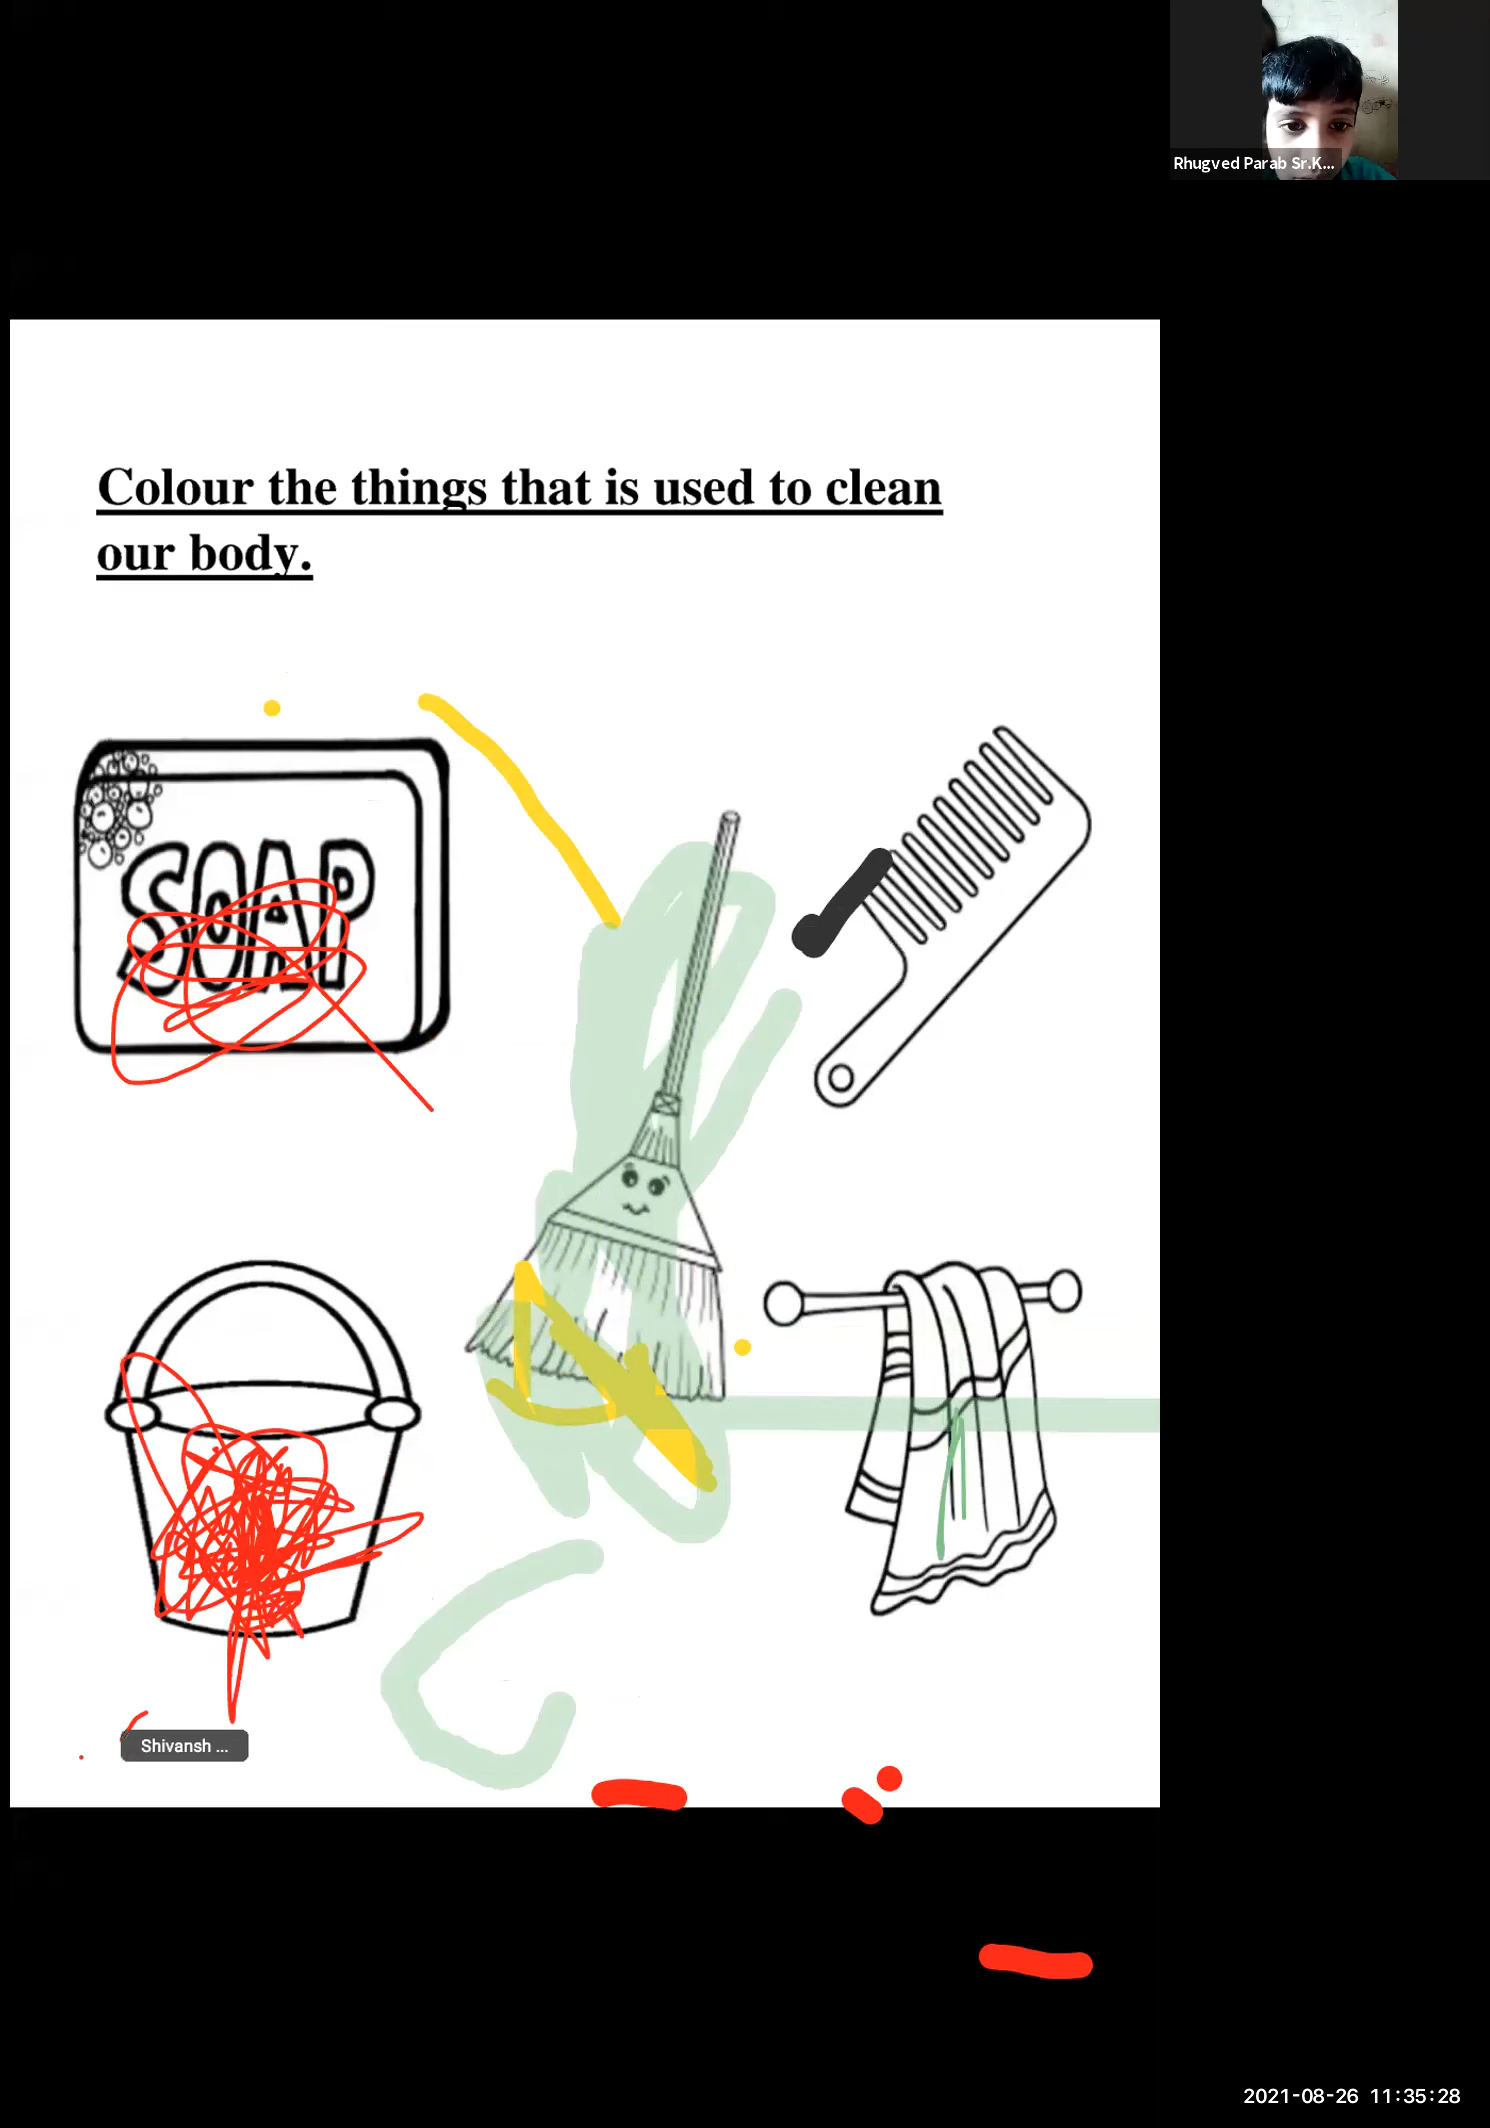 Rhugved Parab Sr.K...
Colour the things that is used to clean
our body.
SOAP
Shivansh ...
2021-08-26 11:35:28